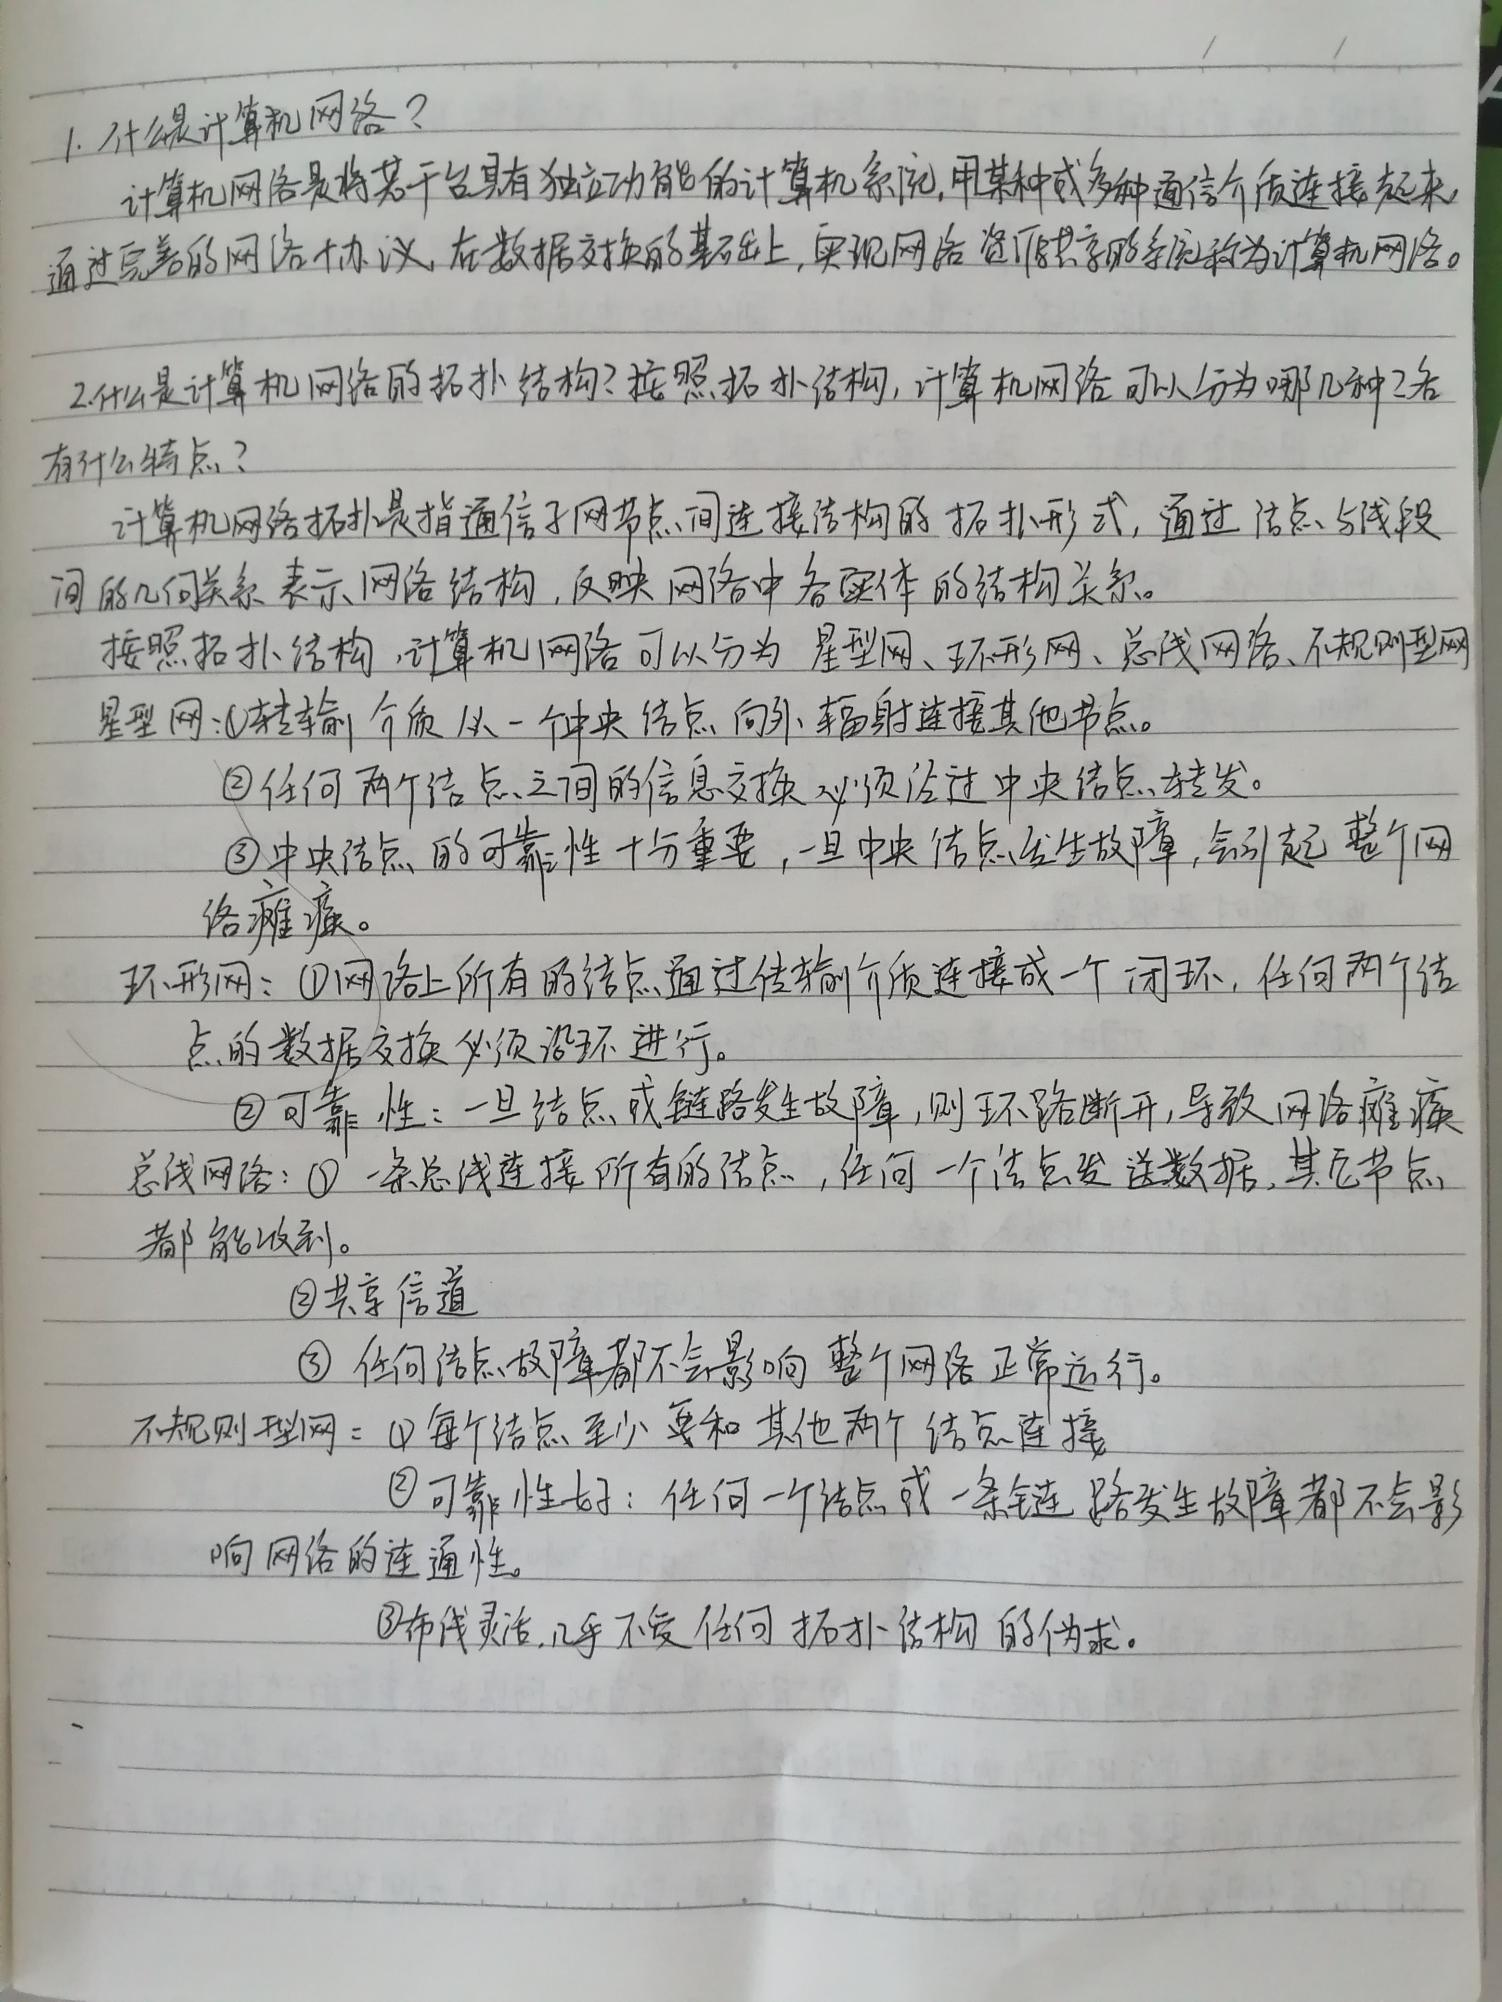 1. 什么是计算机网络?
计算机网络是将若干台具有独立功能的计算机系统,用某种或多种通信介质连接起来,
通过完善的网络协议,在数据交换的基础上,实现网络资源共享的系统称为计算机网络。
2.什么是计算机网络的拓扑结构?按照拓扑结构,计算机网络可以分为哪几种?各
有什么特点?
计算机网络拓扑是指通信子网节点间连接结构的拓扑形式,通过结点与线段
间的几何关系表示网络结构,反映网络中各实体的结构关系。
按照拓扑结构,计算机网络可以分为星型网、环形网、总线网络、不规则型网
星型网:①转输介质从一个中央结点向外辐射连接其他节点。
②任何两个结点之间的信息交换必须经过中央结点转发。
③中央结点的可靠性十分重要,一旦中央结点发生故障,会引起整个网
络瘫痪。
环形网:①网络上所有的结点通过传输介质连接成一个闭环,任何两个结
点的数据交换必须沿环进行。
②可靠性:一旦结点或链路发生故障,则环路断开,导致网络瘫痪
总线网络:① 一条总线连接所有的结点,任何一个结点发送数据,其它节点
都能收到。
②共享信道
③ 任何结点故障都不会影响整个网络正常运行。
不规则型网:①每个结点至少要和其他两个结点连接
②可靠性好:任何一个结点或一条链路发生故障都不会影
响网络的连通性。
③布线灵活,几乎不受任何拓扑结构的